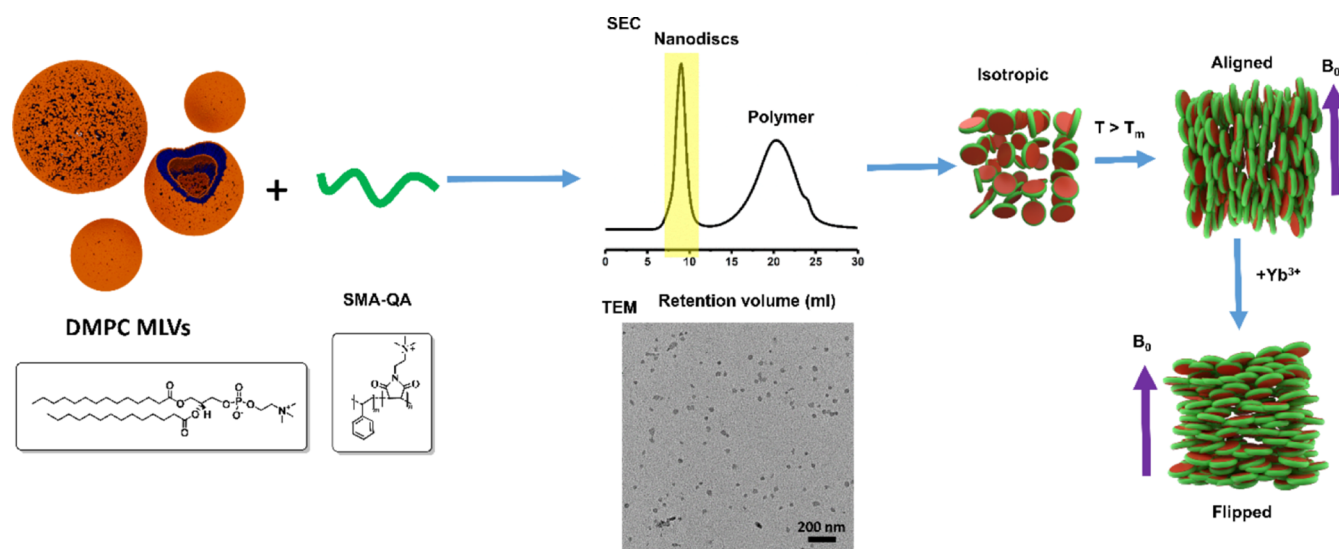 SEC
Nanodiscs
Polymer
0 5 10 15 20 25 30
Retention volume (ml)
TEM
200 nm
+
DMPC MLVs
O
O
O
O
H
O
P
O
O-
O
N+
SMA-QA
N+
N
O
O
m
n
Isotropic
T > Tm
Aligned
B0
+Yb3+
B0
Flipped